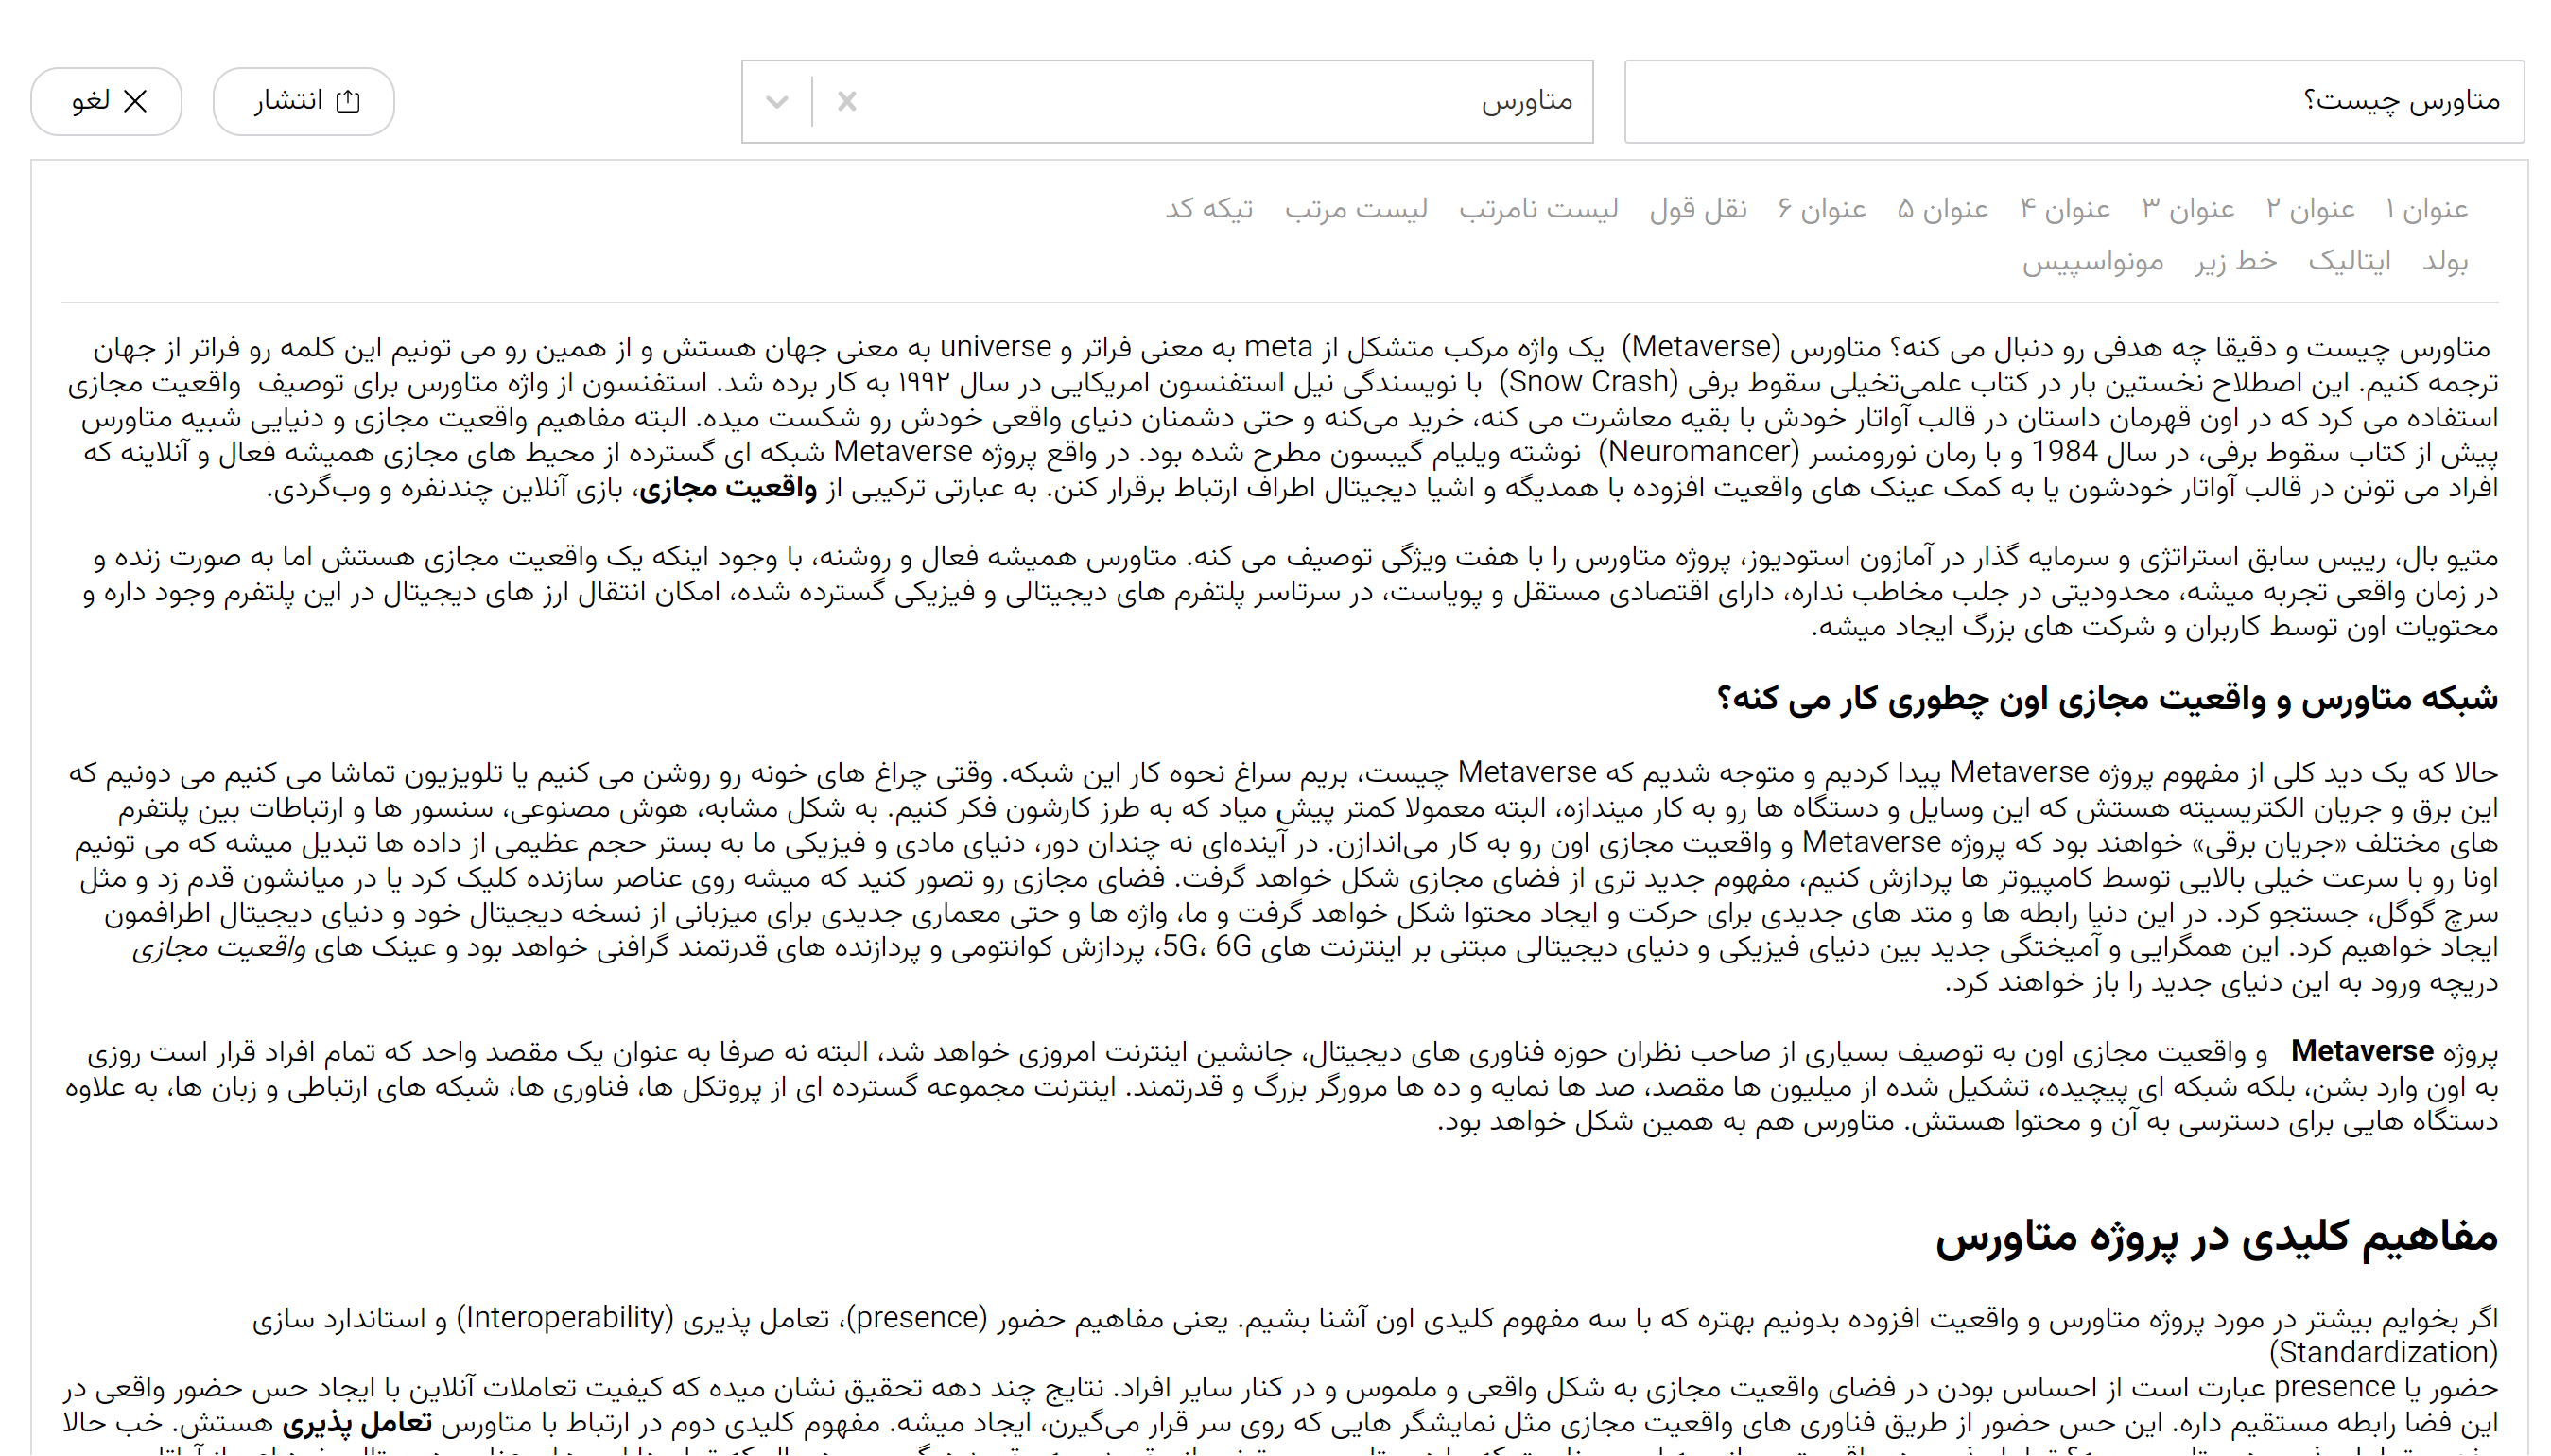 متاورس چیست؟
متاورس
انتشار
لغو
عنوان ۱ عنوان ۲ عنوان ۳ عنوان ۴ عنوان ۵ عنوان ۶ نقل قول لیست نامرتب لیست مرتب تیکه کد
بولد ایتالیک خط زیر مونواسپیس
متاورس چیست و دقیقا چه هدفی رو دنبال می کنه؟ متاورس (Metaverse) یک واژه مرکب متشکل از meta به معنی فراتر و universe به معنی جهان هستش و از همین رو می تونیم این کلمه رو فراتر از جهان
ترجمه کنیم. این اصطلاح نخستین بار در کتاب علمی‌تخیلی سقوط برفی (Snow Crash) با نویسندگی نیل استفنسون امریکایی در سال ۱۹۹۲ به کار برده شد. استفنسون از واژه متاورس برای توصیف واقعیت مجازی
استفاده می کرد که در اون قهرمان داستان در قالب آواتار خودش با بقیه معاشرت می کنه، خرید می‌کنه و حتی دشمنان دنیای واقعی خودش رو شکست میده. البته مفاهیم واقعیت مجازی و دنیایی شبیه متاورس
پیش از کتاب سقوط برفی، در سال 1984 و با رمان نورومنسر (Neuromancer) نوشته ویلیام گیبسون مطرح شده بود. در واقع پروژه Metaverse شبکه ای گسترده از محیط های مجازی همیشه فعال و آنلاینه که
افراد می تونن در قالب آواتار خودشون یا به کمک عینک های واقعیت افزوده با همدیگه و اشیا دیجیتال اطراف ارتباط برقرار کنن. به عبارتی ترکیبی از واقعیت مجازی، بازی آنلاین چندنفره و وب‌گردی.
متیو بال، رییس سابق استراتژی و سرمایه گذار در آمازون استودیوز، پروژه متاورس را با هفت ویژگی توصیف می کنه. متاورس همیشه فعال و روشنه، با وجود اینکه یک واقعیت مجازی هستش اما به صورت زنده و
در زمان واقعی تجربه میشه، محدودیتی در جلب مخاطب نداره، دارای اقتصادی مستقل و پویاست، در سرتاسر پلتفرم های دیجیتالی و فیزیکی گسترده شده، امکان انتقال ارز های دیجیتال در این پلتفرم وجود داره و
محتویات اون توسط کاربران و شرکت های بزرگ ایجاد میشه.
شبکه متاورس و واقعیت مجازی اون چطوری کار می کنه؟
حالا که یک دید کلی از مفهوم پروژه Metaverse پیدا کردیم و متوجه شدیم که Metaverse چیست، بریم سراغ نحوه کار این شبکه. وقتی چراغ های خونه رو روشن می کنیم یا تلویزیون تماشا می کنیم می دونیم که
این برق و جریان الکتریسیته هستش که این وسایل و دستگاه ها رو به کار میندازه، البته معمولا کمتر پیش میاد که به طرز کارشون فکر کنیم. به شکل مشابه، هوش مصنوعی، سنسور ها و ارتباطات بین پلتفرم
های مختلف «جریان برقی» خواهند بود که پروژه Metaverse و واقعیت مجازی اون رو به کار می‌اندازن. در آینده‌ای نه چندان دور، دنیای مادی و فیزیکی ما به بستر حجم عظیمی از داده ها تبدیل میشه که می تونیم
اونا رو با سرعت خیلی بالایی توسط کامپیوتر ها پردازش کنیم، مفهوم جدید تری از فضای مجازی شکل خواهد گرفت. فضای مجازی رو تصور کنید که میشه روی عناصر سازنده کلیک کرد یا در میانشون قدم زد و مثل
سرچ گوگل، جستجو کرد. در این دنیا رابطه ها و متد های جدیدی برای حرکت و ایجاد محتوا شکل خواهد گرفت و ما، واژه ها و حتی معماری جدیدی برای میزبانی از نسخه دیجیتال خود و دنیای دیجیتال اطرافمون
ایجاد خواهیم کرد. این همگرایی و آمیختگی جدید بین دنیای فیزیکی و دنیای دیجیتالی مبتنی بر اینترنت های 5G، 6G، پردازش کوانتومی و پردازنده های قدرتمند گرافنی خواهد بود و عینک های واقعیت مجازی
دریچه ورود به این دنیای جدید را باز خواهند کرد.
پروژه Metaverse و واقعیت مجازی اون به توصیف بسیاری از صاحب نظران حوزه فناوری های دیجیتال، جانشین اینترنت امروزی خواهد شد، البته نه صرفا به عنوان یک مقصد واحد که تمام افراد قرار است روزی
به اون وارد بشن، بلکه شبکه ای پیچیده، تشکیل شده از میلیون ها مقصد، صد ها نمایه و ده ها مرورگر بزرگ و قدرتمند. اینترنت مجموعه گسترده ای از پروتکل ها، فناوری ها، شبکه های ارتباطی و زبان ها، به علاوه
دستگاه هایی برای دسترسی به آن و محتوا هستش. متاورس هم به همین شکل خواهد بود.
مفاهیم کلیدی در پروژه متاورس
اگر بخوایم بیشتر در مورد پروژه متاورس و واقعیت افزوده بدونیم بهتره که با سه مفهوم کلیدی اون آشنا بشیم. یعنی مفاهیم حضور (presence)، تعامل پذیری (Interoperability) و استاندارد سازی
(Standardization)
حضور یا presence عبارت است از احساس بودن در فضای واقعیت مجازی به شکل واقعی و ملموس و در کنار سایر افراد. نتایج چند دهه تحقیق نشان میده که کیفیت تعاملات آنلاین با ایجاد حس حضور واقعی در
این فضا رابطه مستقیم داره. این حس حضور از طریق فناوری های واقعیت مجازی مثل نمایشگر هایی که روی سر قرار می‌گیرن، ایجاد میشه. مفهوم کلیدی دوم در ارتباط با متاورس تعامل پذیری هستش. خب حالا